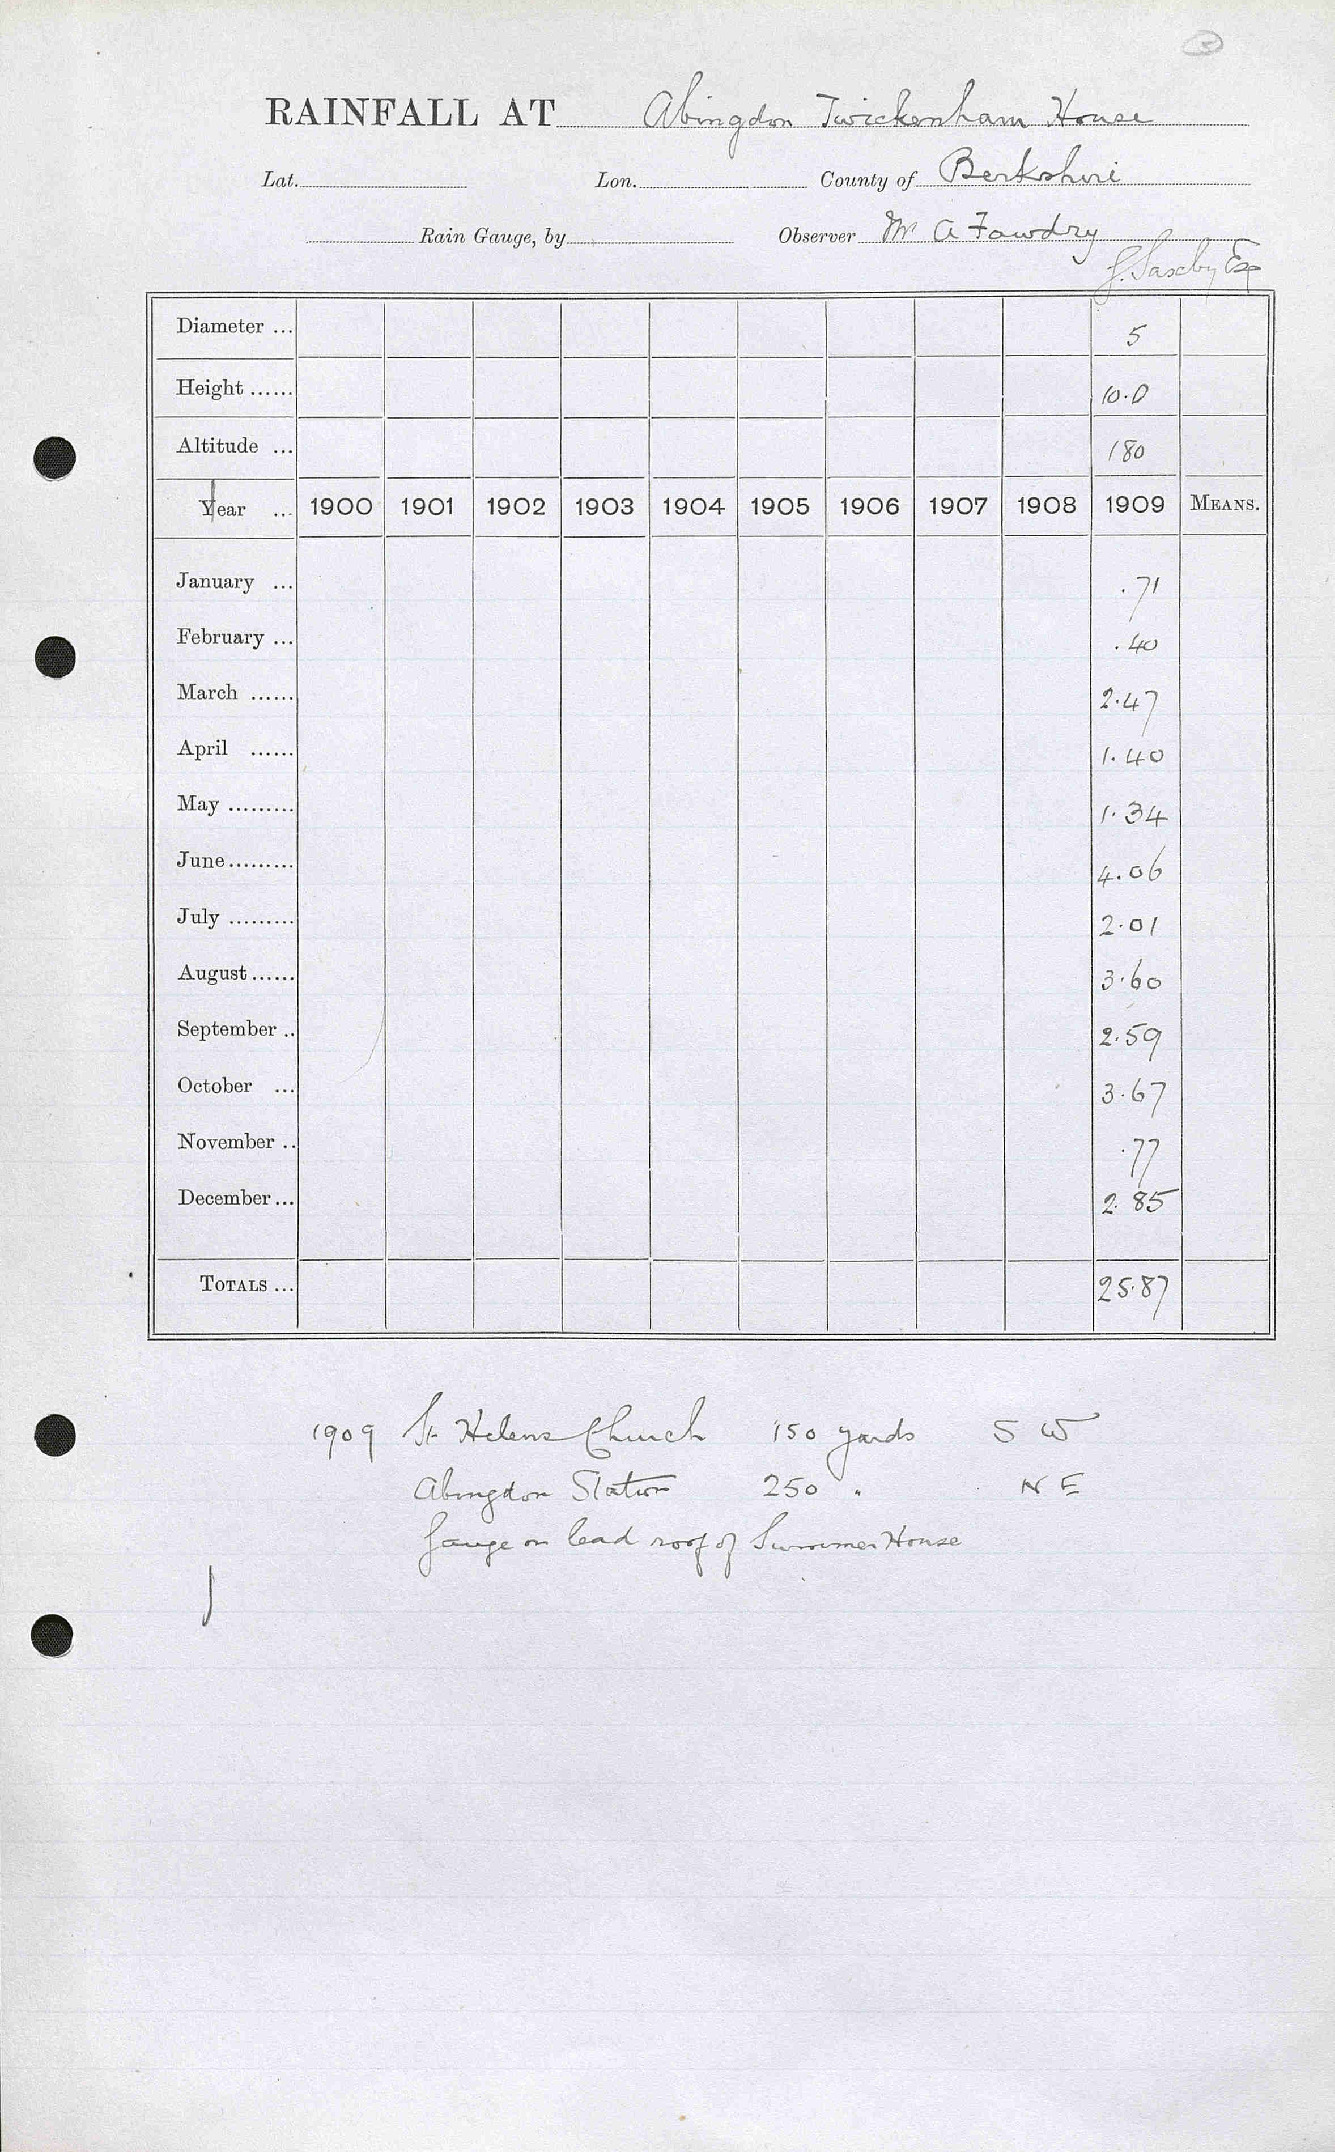 3
RAINFALL AT Abingdon Twickenham House
Lat. Lon. County of Berkshire
Rain Gauge, by Observer Mr A Fawdry
J. Saxby Esq
Diameter ... 5
Height ...... 10.0
Altitude ... 180
Year ... 1900 1901 1902 1903 1904 1905 1906 1907 1908 1909 MEANS.
January ... .71
February ... .40
March ...... 2.47
April ...... 1.40
May ......... 1.34
June ......... 4.06
July ......... 2.01
August ...... 3.60
September .. 2.59
October ... 3.67
November .. .77
December ... 2.85
TOTALS ... 25.87
1909 St Helens Church 150 yards S W
Abingdon Station 250 " N E
Gauge on lead roof of Summer House